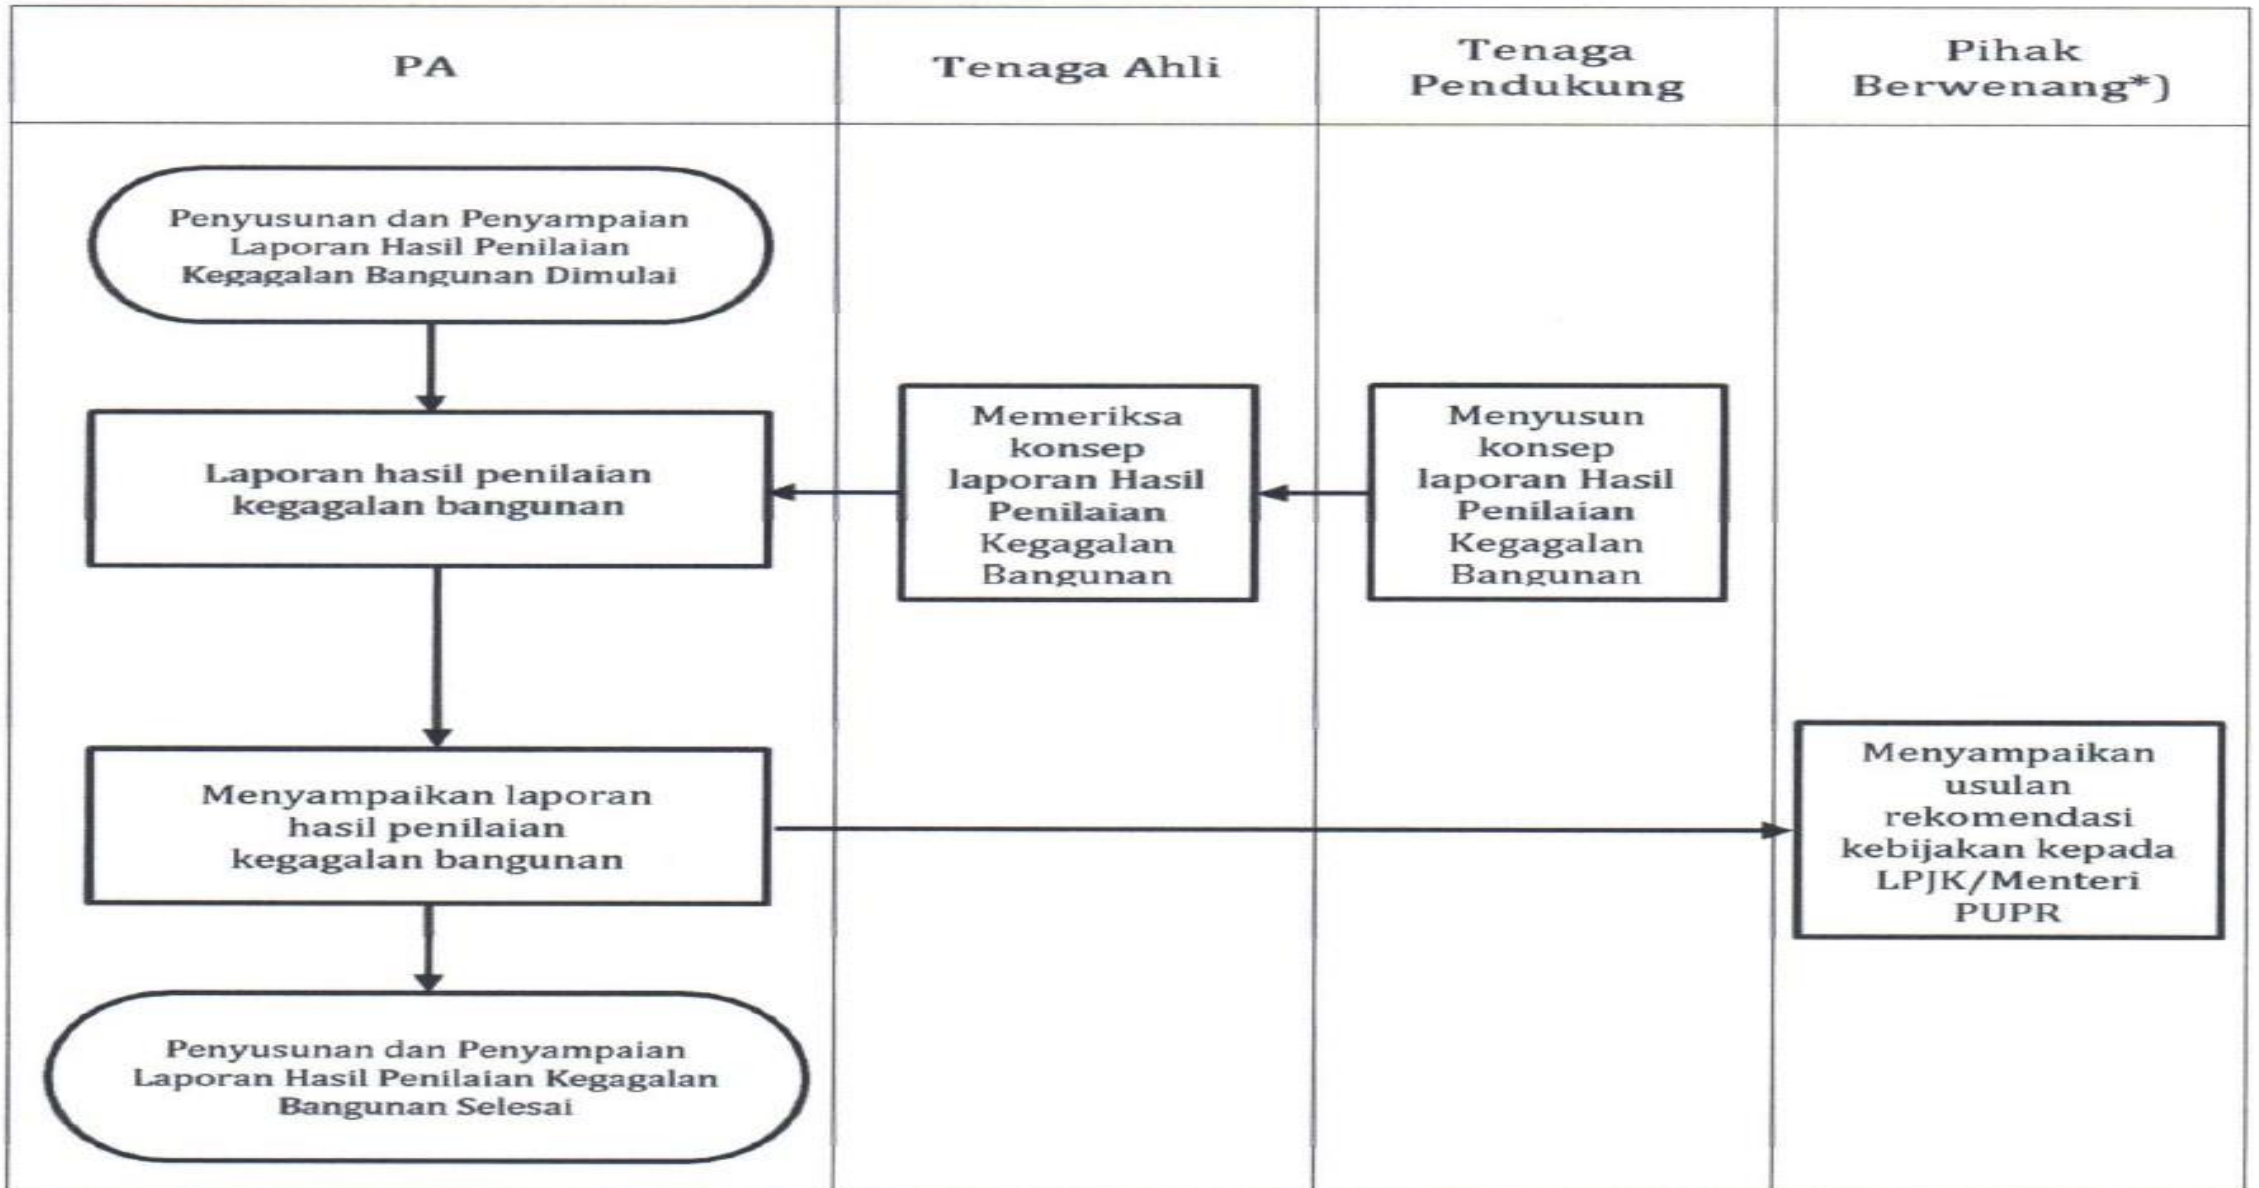 PA
Tenaga Ahli
Tenaga
Pendukung
Pihak
Berwenang*)
Penyusunan dan Penyampaian
Laporan Hasil Penilaian
Kegagalan Bangunan Dimulai
Laporan hasil penilaian
kegagalan bangunan
Memeriksa
konsep
laporan Hasil
Penilaian
Kegagalan
Bangunan
Menyusun
konsep
laporan Hasil
Penilaian
Kegagalan
Bangunan
Menyampaikan laporan
hasil penilaian
kegagalan bangunan
Menyampaikan
usulan
rekomendasi
kebijakan kepada
LPJK/Menteri
PUPR
Penyusunan dan Penyampaian
Laporan Hasil Penilaian Kegagalan
Bangunan Selesai